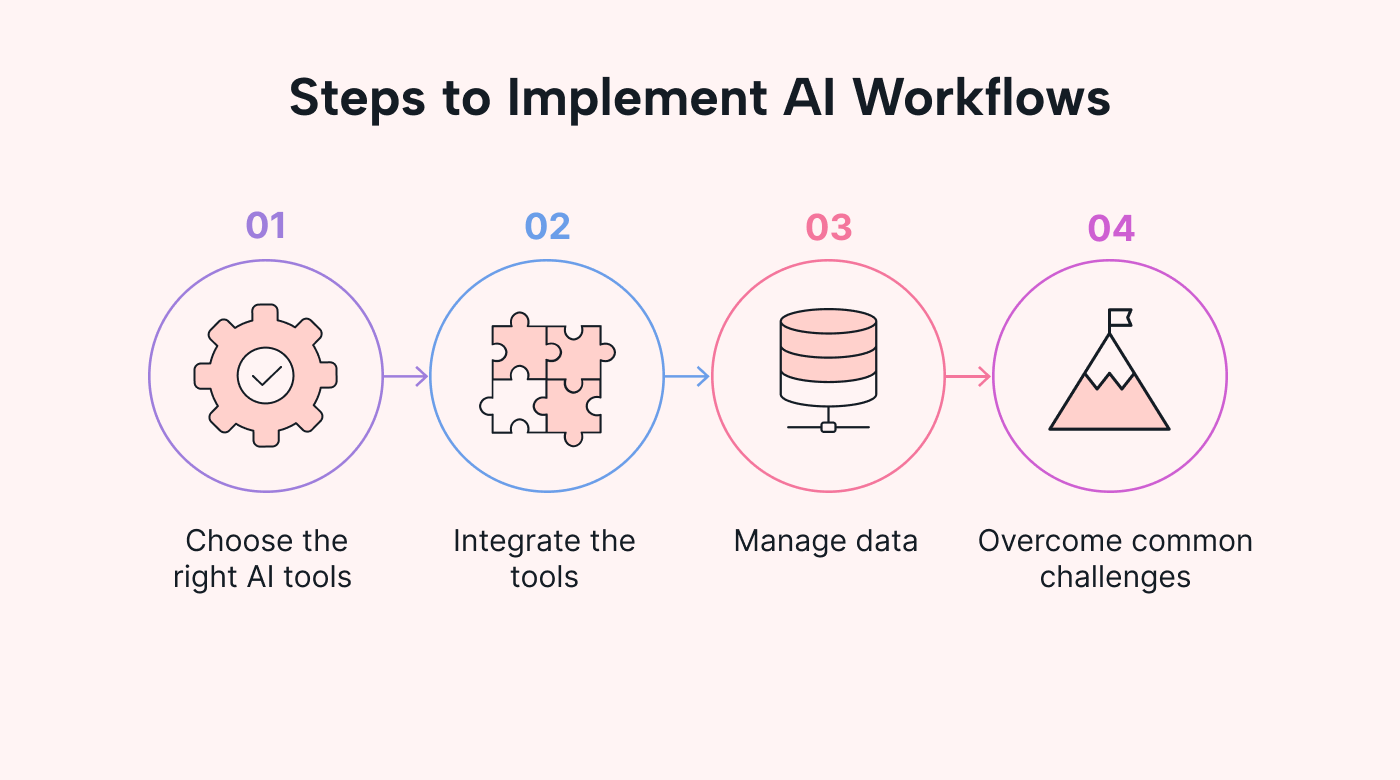 Steps to Implement AI Workflows
01
02
03
04
Choose the
right AI tools
Integrate the
tools
Manage data
Overcome common
challenges